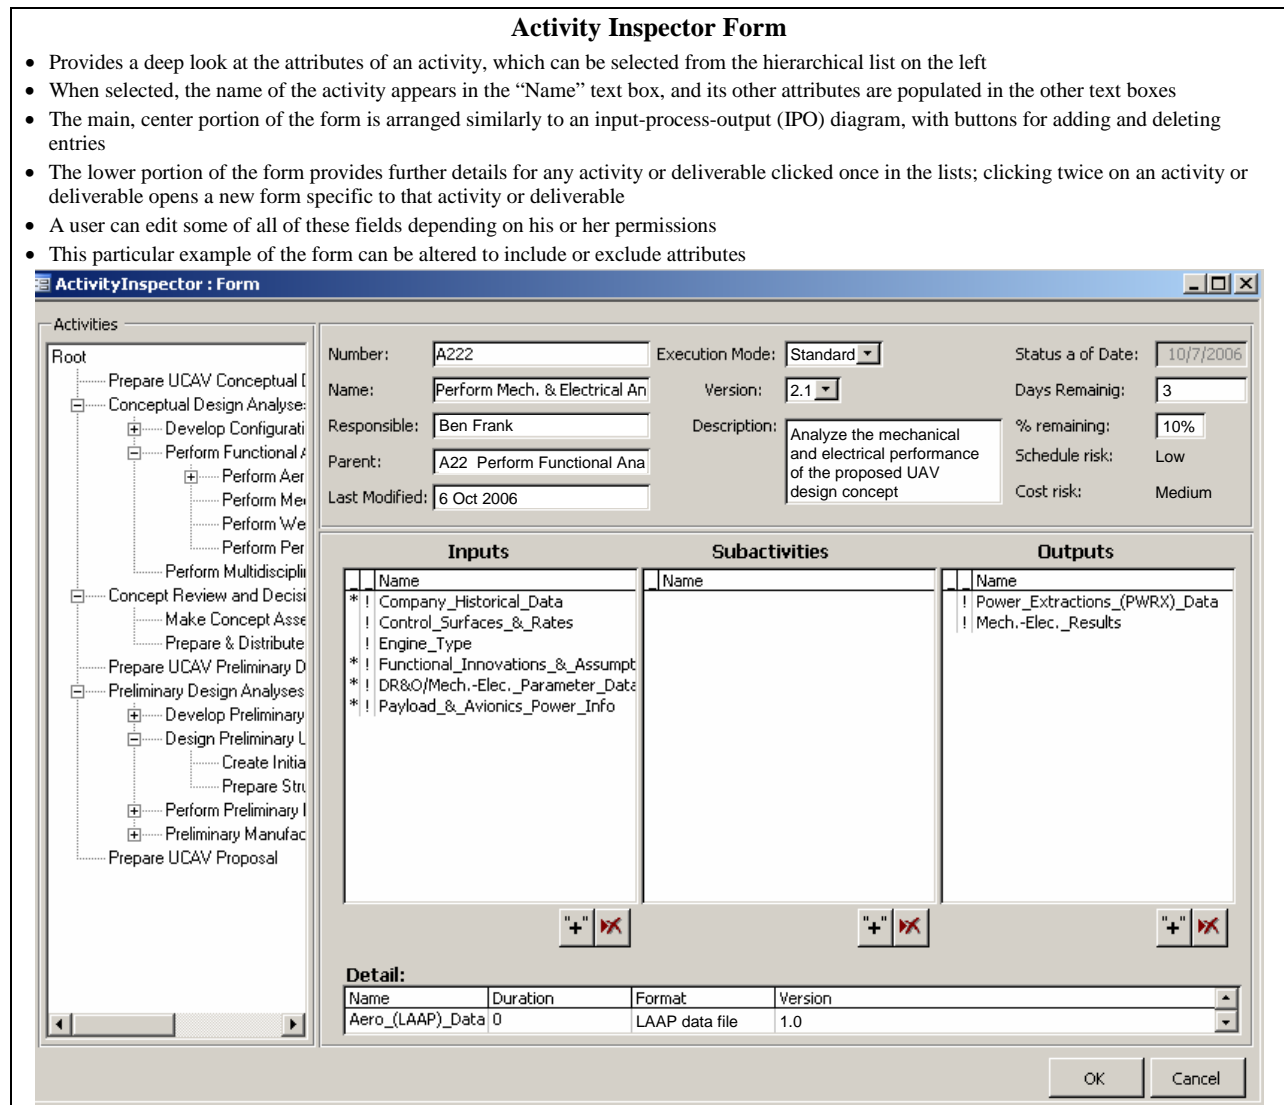 Activity Inspector Form
• Provides a deep look at the attributes of an activity, which can be selected from the hierarchical list on the left
• When selected, the name of the activity appears in the “Name” text box, and its other attributes are populated in the other text boxes
• The main, center portion of the form is arranged similarly to an input-process-output (IPO) diagram, with buttons for adding and deleting
entries
• The lower portion of the form provides further details for any activity or deliverable clicked once in the lists; clicking twice on an activity or
deliverable opens a new form specific to that activity or deliverable
• A user can edit some of all of these fields depending on his or her permissions
• This particular example of the form can be altered to include or exclude attributes
ActivityInspector : Form
Activities
Root
Prepare UCAV Conceptual D
Conceptual Design Analyses
Develop Configurati
Perform Functional A
Perform Aer
Perform Mec
Perform We
Perform Per
Perform Multidisciplin
Concept Review and Decisi
Make Concept Asse
Prepare & Distribute
Prepare UCAV Preliminary D
Preliminary Design Analyses
Develop Preliminary
Design Preliminary U
Create Initia
Prepare Stru
Perform Preliminary I
Preliminary Manufac
Prepare UCAV Proposal
Number: A222
Name: Perform Mech. & Electrical An
Responsible: Ben Frank
Parent: A22 Perform Functional Ana
Last Modified: 6 Oct 2006
Execution Mode: Standard
Version: 2.1
Description: Analyze the mechanical
and electrical performance
of the proposed UAV
design concept
Status a of Date: 10/7/2006
Days Remainig: 3
% remaining: 10%
Schedule risk: Low
Cost risk: Medium
Inputs
_ _ Name
* ! Company_Historical_Data
! Control_Surfaces_&_Rates
! Engine_Type
* ! Functional_Innovations_&_Assumpt
* ! DR&O/Mech.-Elec._Parameter_Data
* ! Payload_&_Avionics_Power_Info
"+"
Subactivities
_ Name
"+"
Outputs
_ _ Name
! Power_Extractions_(PWRX)_Data
! Mech.-Elec._Results
"+"
Detail:
Name Duration Format Version
Aero_(LAAP)_Data 0 LAAP data file 1.0
OK Cancel